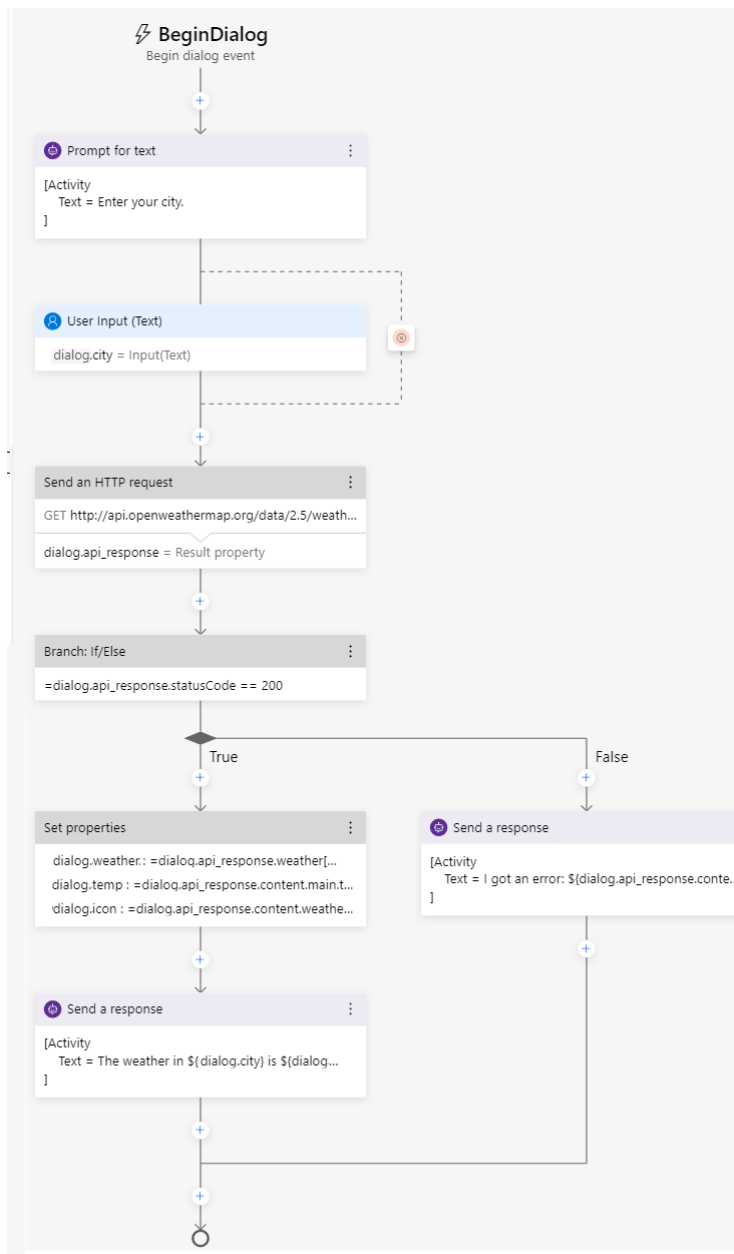 BeginDialog
Begin dialog event
Prompt for text
[Activity
Text = Enter your city.
]
User Input (Text)
dialog.city = Input(Text)
Send an HTTP request
GET http://api.openweathermap.org/data/2.5/weath...
dialog.api_response = Result property
Branch: If/Else
=dialog.api_response.statusCode == 200
True
False
Set properties
dialog.weather : =dialog.api_response.weather[...
dialog.temp : =dialog.api_response.content.main.t...
dialog.icon : =dialog.api_response.content.weathe...
Send a response
[Activity
Text = I got an error: ${dialog.api_response.conte...
]
Send a response
[Activity
Text = The weather in ${dialog.city} is ${dialog...
]